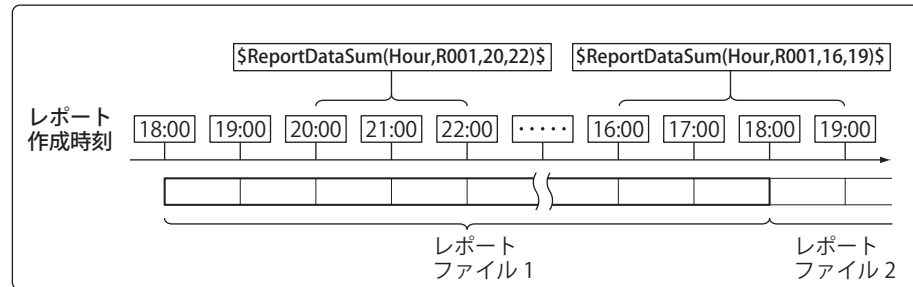 $ReportDataSum(Hour,R001,20,22)$ $ReportDataSum(Hour,R001,16,19)$
レポート
作成時刻
18:00 19:00 20:00 21:00 22:00 ····· 16:00 17:00 18:00 19:00
レポート
ファイル 1
レポート
ファイル 2